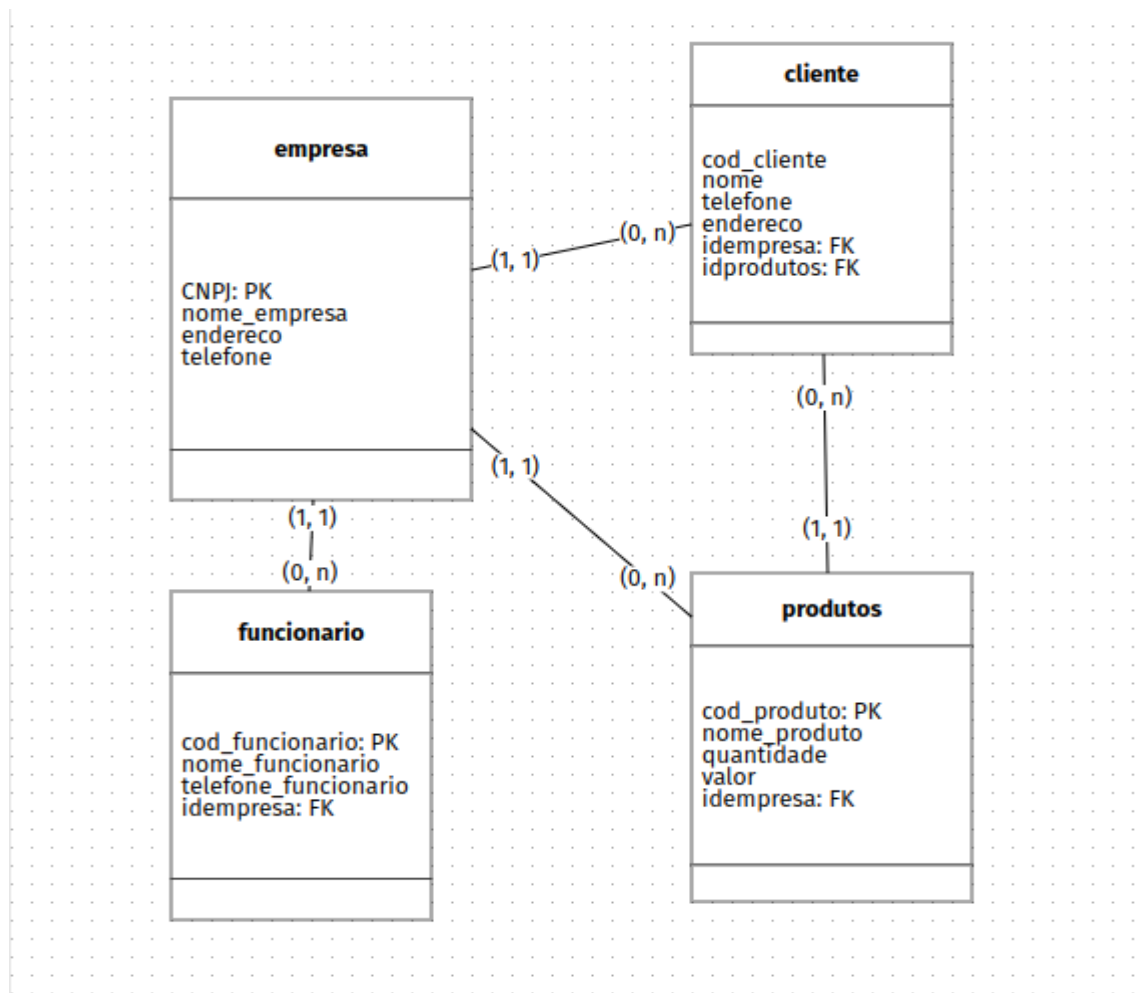 empresa
CNPJ: PK
nome_empresa
endereco
telefone
cliente
cod_cliente
nome
telefone
endereco
idempresa: FK
idprodutos: FK
(1, 1)
(0, n)
(1, 1)
(0, n)
(1, 1)
(0, n)
(0, n)
(1, 1)
funcionario
cod_funcionario: PK
nome_funcionario
telefone_funcionario
idempresa: FK
produtos
cod_produto: PK
nome_produto
quantidade
valor
idempresa: FK